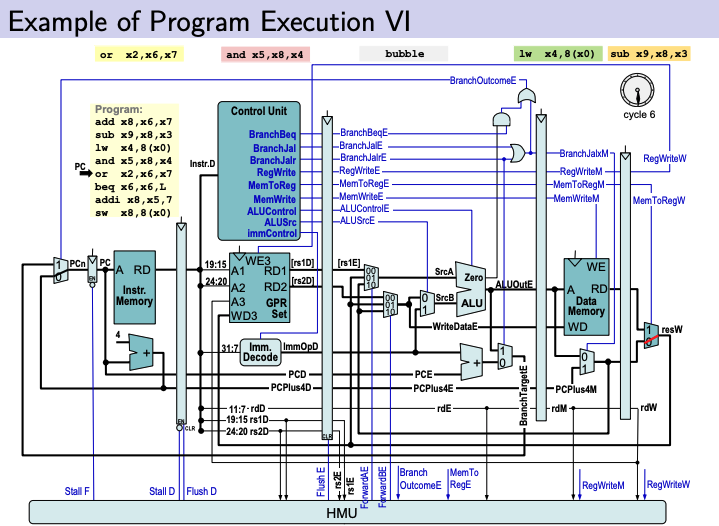 Example of Program Execution VI
or x2,x6,x7
and x5,x8,x4
bubble
lw x4,8(x0)
sub x9,x8,x3
BranchOutcomeE
cycle 6
Program:
add x8,x6,x7
sub x9,x8,x3
lw x4,8(x0)
and x5,x8,x4
PC
or x2,x6,x7
beq x6,x6,L
addi x8,x5,7
sw x8,8(x0)
Control Unit
BranchBeq
BranchJal
BranchJalr
RegWrite
MemToReg
MemWrite
ALUControl
ALUSrc
immControl
Instr.D
BranchBeqE
BranchJalE
BranchJalrE
RegWriteE
MemToRegE
MemWriteE
ALUControlE
ALUSrcE
BranchJalxM
RegWriteM
MemToRegM
MemWriteM
RegWriteW
MemToRegW
1
0
PCn
EN
PC
A RD
Instr.
Memory
4
+
19:15
24:20
WE3
A1 RD1
A2 RD2
A3 GPR
WD3 Set
[rs1D]
[rs2D]
[rs1E]
00
01
10
00
01
10
0
1
SrcA
SrcB
Zero
ALU
ALUOutE
WriteDataE
WE
A RD
Data
Memory
WD
1
0
resW
31:7
Imm.
Decode
ImmOpD
+
1
0
BranchTargetE
0
1
PCD
PCE
PCPlus4D
PCPlus4E
PCPlus4M
11:7 rdD
19:15 rs1D
24:20 rs2D
rdE
rdM
rdW
EN
CLR
CLR
Stall F
Stall D
Flush D
Flush E
rs2E
rs1E
ForwardAE
ForwardBE
Branch
OutcomeE
MemTo
RegE
RegWriteM
RegWriteW
HMU